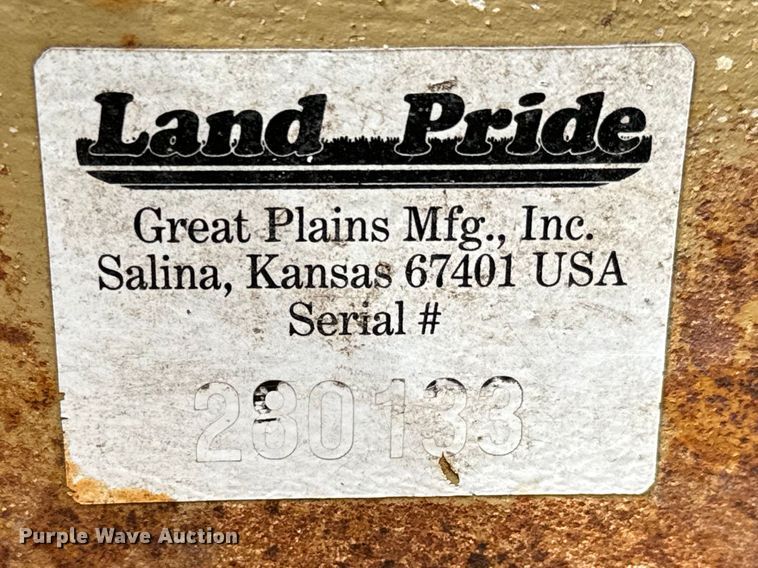 Land Pride
Great Plains Mfg., Inc.
Salina, Kansas 67401 USA
Serial #
280133
Purple Wave Auction